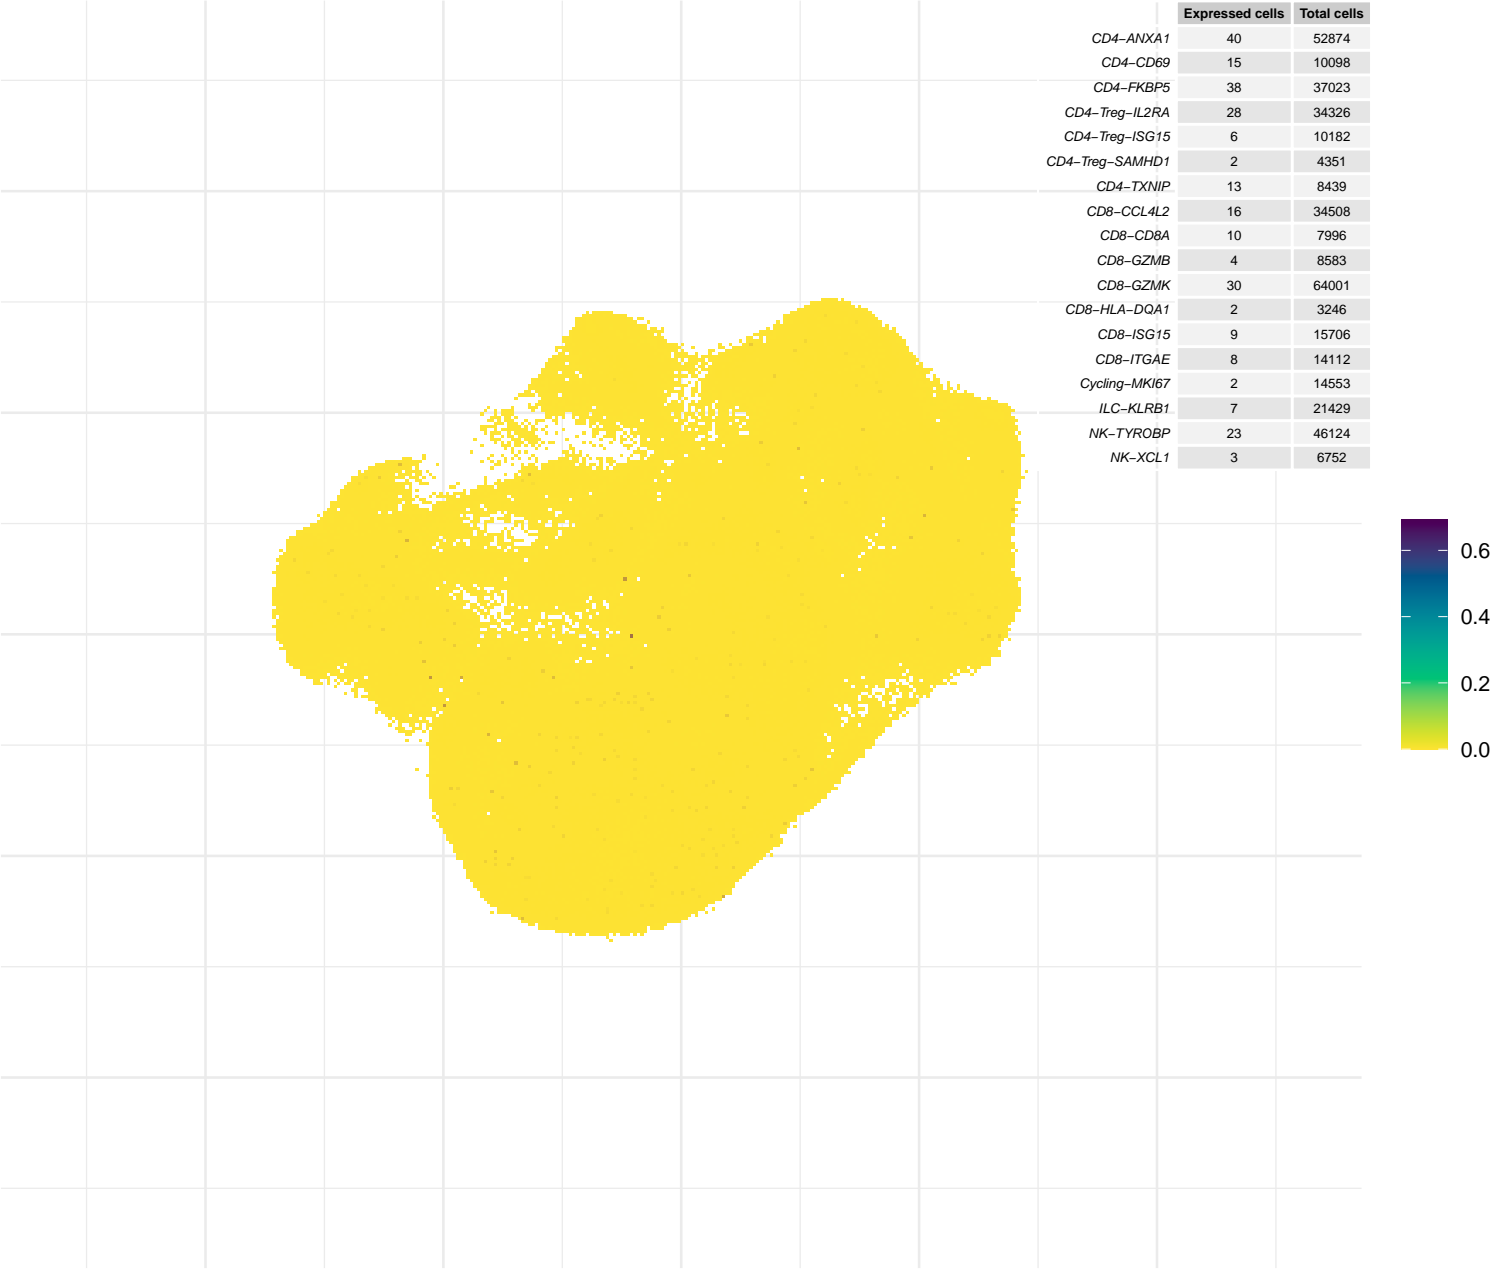 Expressed cells Total cells
CD4−ANXA1 40 52874
CD4−CD69 15 10098
CD4−FKBP5 38 37023
CD4−Treg−IL2RA 28 34326
CD4−Treg−ISG15 6 10182
CD4−Treg−SAMHD1 2 4351
CD4−TXNIP 13 8439
CD8−CCL4L2 16 34508
CD8−CD8A 10 7996
CD8−GZMB 4 8583
CD8−GZMK 30 64001
CD8−HLA−DQA1 2 3246
CD8−ISG15 9 15706
CD8−ITGAE 8 14112
Cycling−MKI67 2 14553
ILC−KLRB1 7 21429
NK−TYROBP 23 46124
NK−XCL1 3 6752
0.6
0.4
0.2
0.0